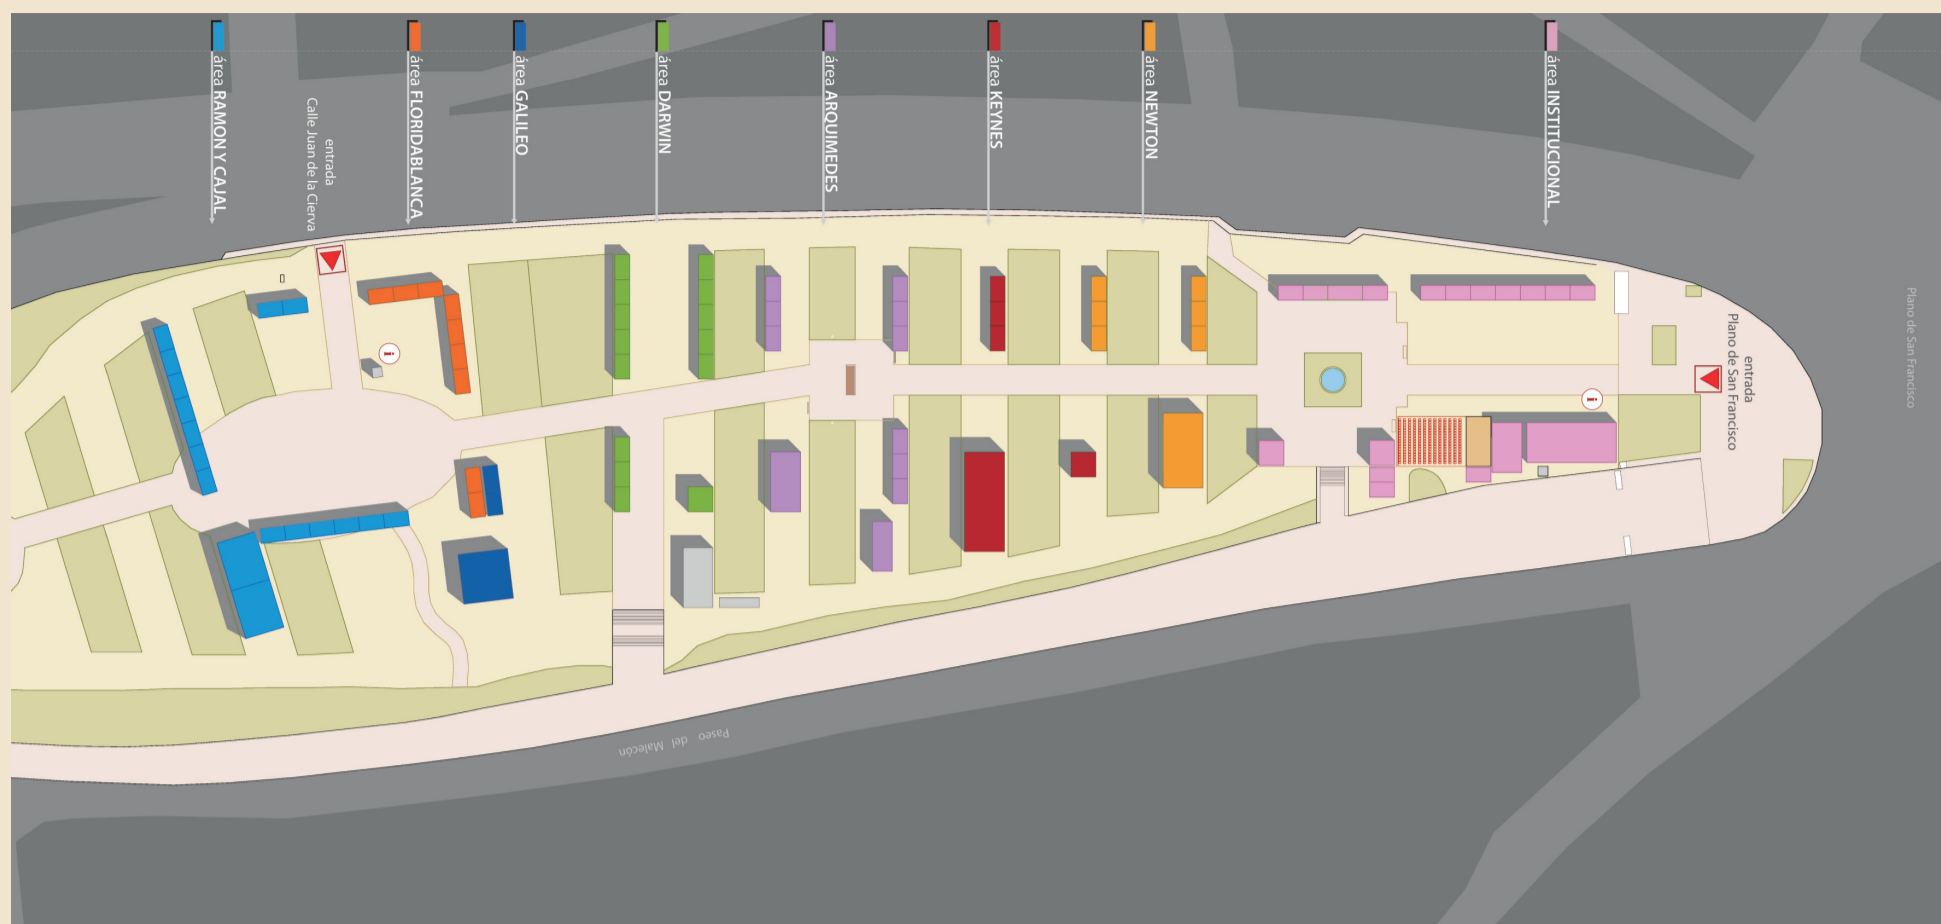 área RAMON Y CAJAL
entrada
Calle Juan de la Cierva
área FLORIDABLANCA
área GALILEO
área DARWIN
área ARQUIMEDES
área KEYNES
área NEWTON
área INSTITUCIONAL
entrada
Plano de San Francisco
Plano de San Francisco
i
i
Paseo del Malecón